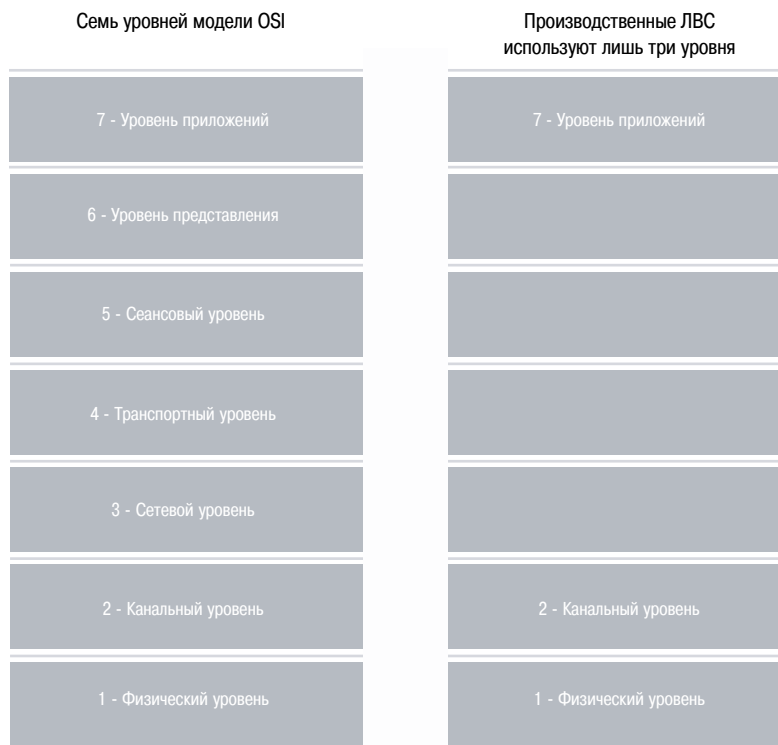 Семь уровней модели OSI
Производственные ЛВС
используют лишь три уровня
7 - Уровень приложений
7 - Уровень приложений
6 - Уровень представления
5 - Сеансовый уровень
4 - Транспортный уровень
3 - Сетевой уровень
2 - Канальный уровень
2 - Канальный уровень
1 - Физический уровень
1 - Физический уровень